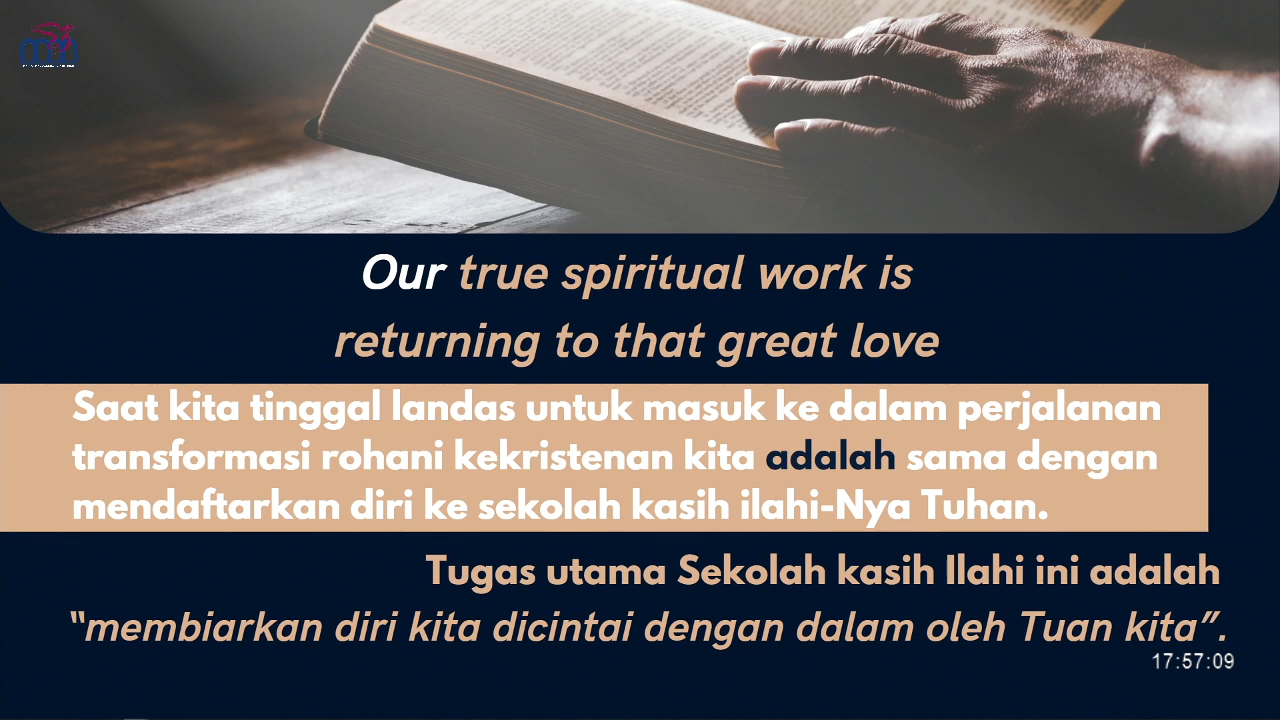 Our true spiritual work is
returning to that great love
Saat kita tinggal landas untuk masuk ke dalam perjalanan
transformasi rohani kekristenan kita adalah sama dengan
mendaftarkan diri ke sekolah kasih ilahi-Nya Tuhan.
Tugas utama Sekolah kasih Ilahi ini adalah
“membiarkan diri kita dicintai dengan dalam oleh Tuan kita”.
17:57:09